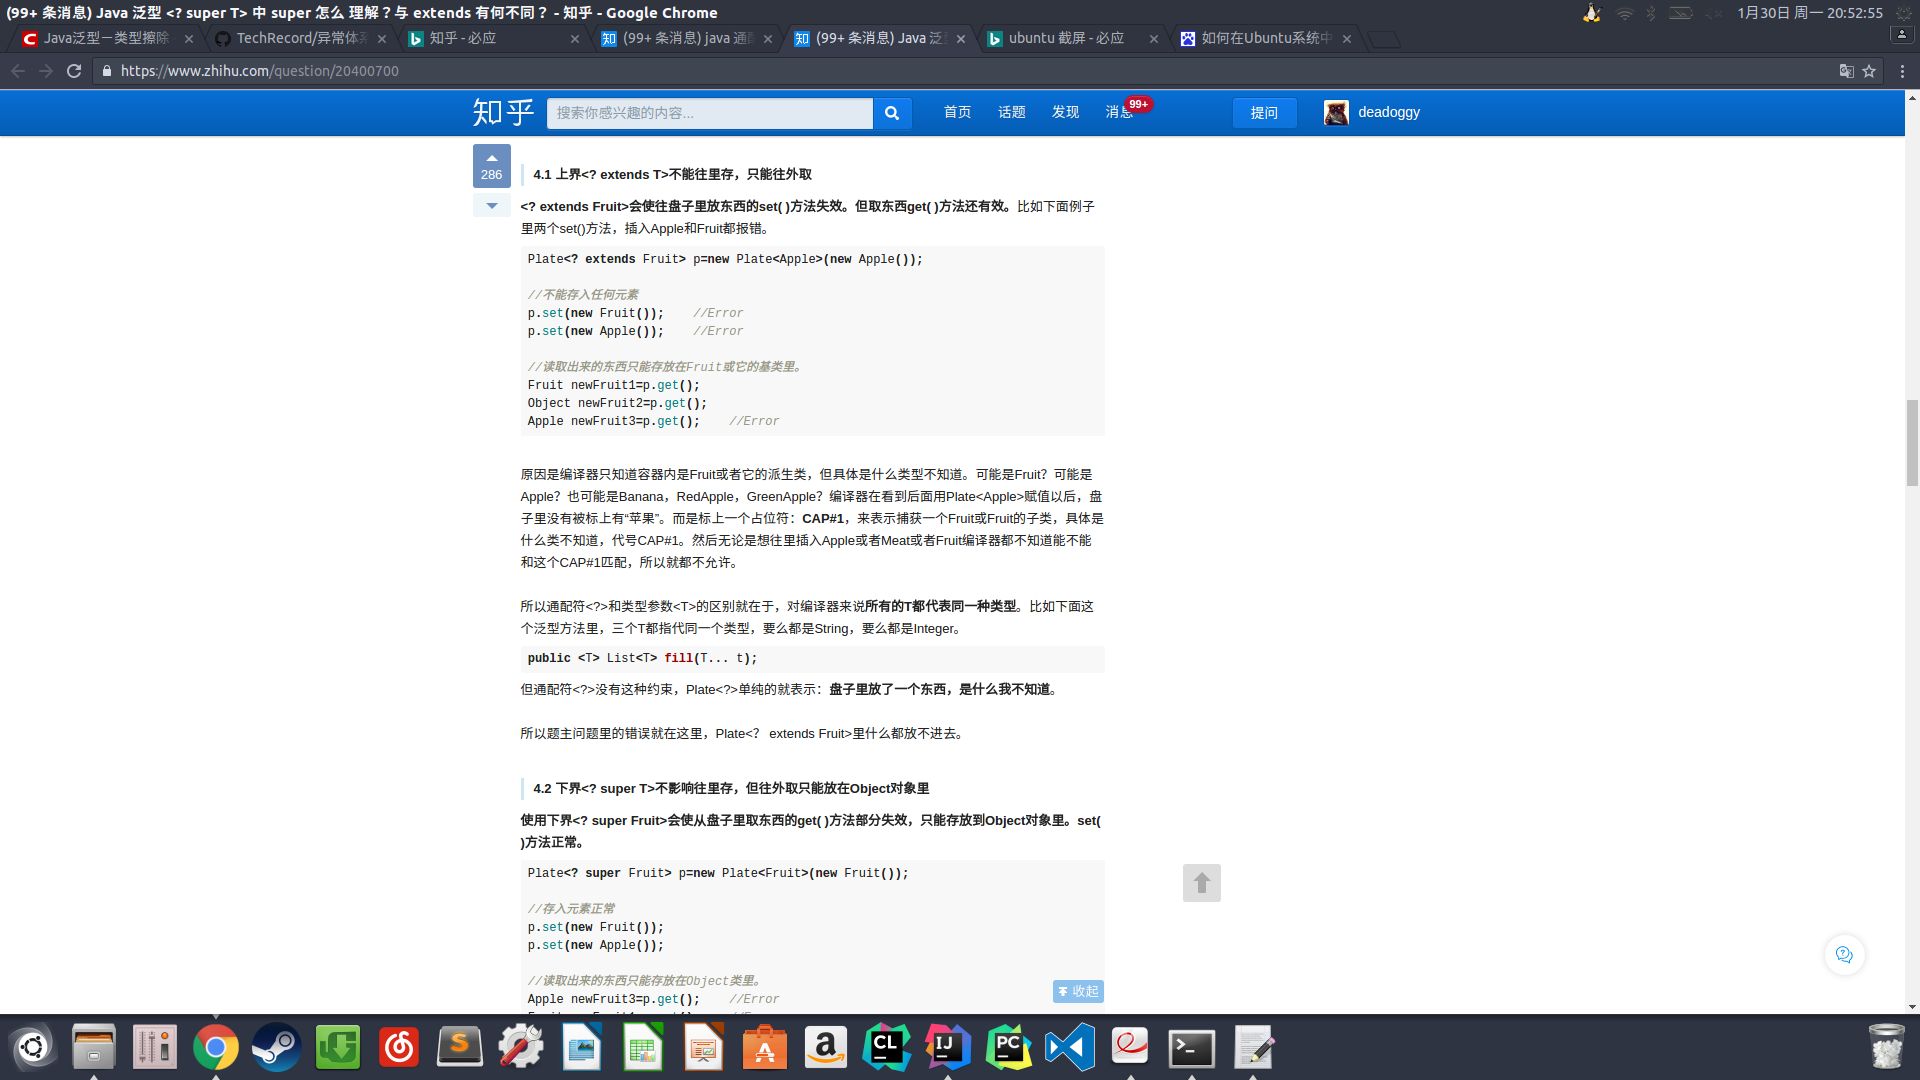 (99+ 条消息) Java 泛型 <? super T> 中 super 怎么 理解？与 extends 有何不同？ - 知乎 - Google Chrome
1月30日 周一 20:52:55
Java泛型－类型擦除
TechRecord/异常体系
知乎 - 必应
(99+ 条消息) java 通配
(99+ 条消息) Java 泛
ubuntu 截屏 - 必应
如何在Ubuntu系统中
https://www.zhihu.com/question/20400700
知乎
搜索你感兴趣的内容...
首页
话题
发现
消息
99+
提问
deadoggy
286
4.1 上界<? extends T>不能往里存，只能往外取
<? extends Fruit>会使往盘子里放东西的set( )方法失效。但取东西get( )方法还有效。比如下面例子
里两个set()方法，插入Apple和Fruit都报错。
Plate<? extends Fruit> p=new Plate<Apple>(new Apple());
//不能存入任何元素
p.set(new Fruit());    //Error
p.set(new Apple());    //Error
//读取出来的东西只能存放在Fruit或它的基类里。
Fruit newFruit1=p.get();
Object newFruit2=p.get();
Apple newFruit3=p.get();    //Error
原因是编译器只知道容器内是Fruit或者它的派生类，但具体是什么类型不知道。可能是Fruit？可能是
Apple？也可能是Banana，RedApple，GreenApple？编译器在看到后面用Plate<Apple>赋值以后，盘
子里没有被标上有“苹果”。而是标上一个占位符：CAP#1，来表示捕获一个Fruit或Fruit的子类，具体是
什么类不知道，代号CAP#1。然后无论是想往里插入Apple或者Meat或者Fruit编译器都不知道能不能
和这个CAP#1匹配，所以就都不允许。
所以通配符<?>和类型参数<T>的区别就在于，对编译器来说所有的T都代表同一种类型。比如下面这
个泛型方法里，三个T都指代同一个类型，要么都是String，要么都是Integer。
public <T> List<T> fill(T... t);
但通配符<?>没有这种约束，Plate<?>单纯的就表示：盘子里放了一个东西，是什么我不知道。
所以题主问题里的错误就在这里，Plate<？ extends Fruit>里什么都放不进去。
4.2 下界<? super T>不影响往里存，但往外取只能放在Object对象里
使用下界<? super Fruit>会使从盘子里取东西的get( )方法部分失效，只能存放到Object对象里。set(
)方法正常。
Plate<? super Fruit> p=new Plate<Fruit>(new Fruit());
//存入元素正常
p.set(new Fruit());
p.set(new Apple());
//读取出来的东西只能存放在Object类里。
Apple newFruit3=p.get();    //Error
收起